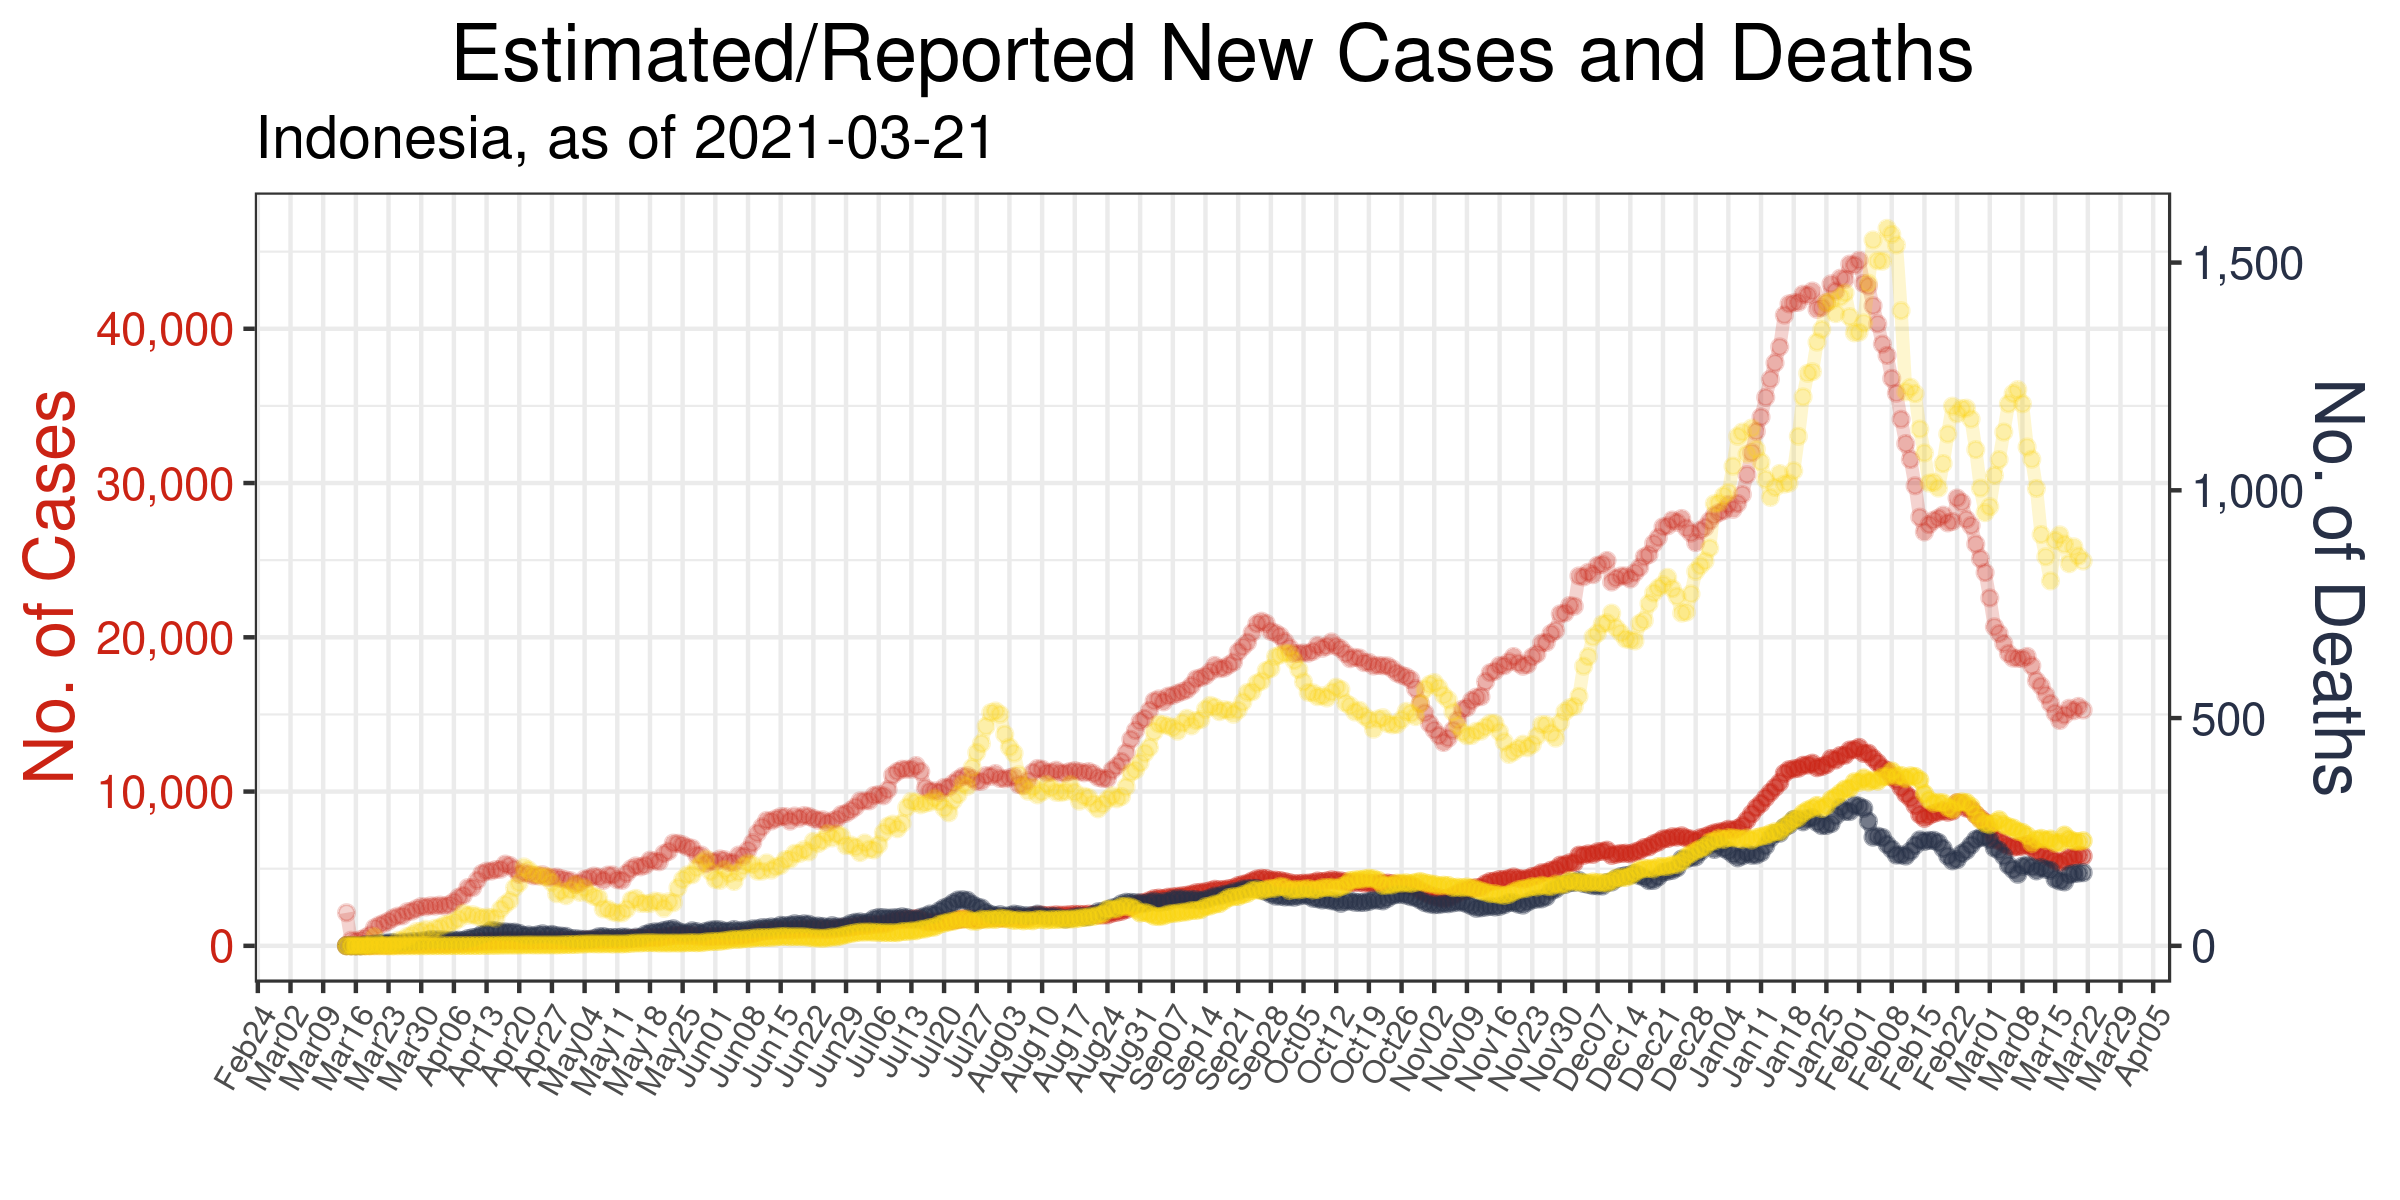 Estimated/Reported New Cases and Deaths
Indonesia, as of 2021-03-21
No. of Cases
40,000
30,000
20,000
10,000
0
No. of Deaths
1,500
1,000
500
0
Feb24
Mar02
Mar09
Mar16
Mar23
Mar30
Apr06
Apr13
Apr20
Apr27
May04
May11
May18
May25
Jun01
Jun08
Jun15
Jun22
Jun29
Jul06
Jul13
Jul20
Jul27
Aug03
Aug10
Aug17
Aug24
Aug31
Sep07
Sep14
Sep21
Sep28
Oct05
Oct12
Oct19
Oct26
Nov02
Nov09
Nov16
Nov23
Nov30
Dec07
Dec14
Dec21
Dec28
Jan04
Jan11
Jan18
Jan25
Feb01
Feb08
Feb15
Feb22
Mar01
Mar08
Mar15
Mar22
Mar29
Apr05